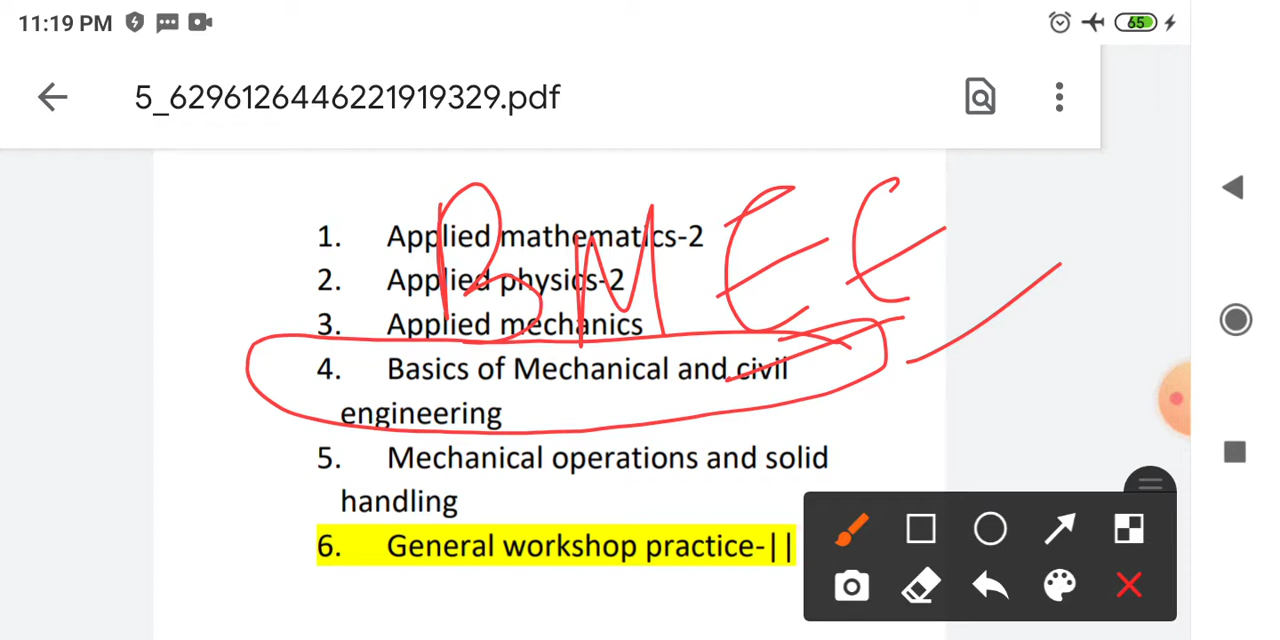 11:19 PM 65
5_6296126446221919329.pdf
BMEE
1. Applied mathematics-2
2. Applied physics-2
3. Applied mechanics
4. Basics of Mechanical and civil
engineering
5. Mechanical operations and solid
handling
6. General workshop practice-||